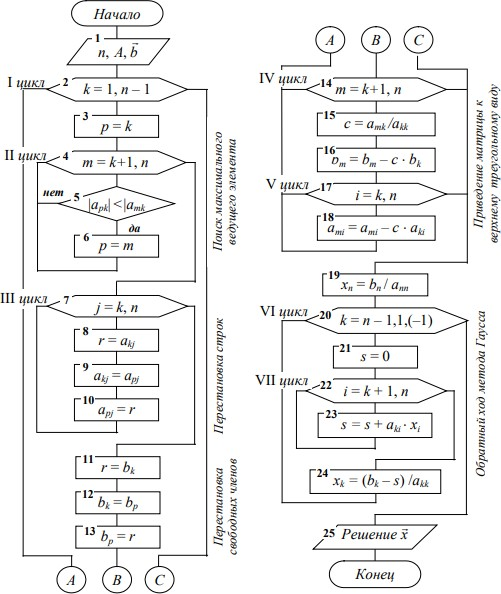 Начало
1
n, A, b⃗
I цикл
2
k = 1, n – 1
3
p = k
II цикл
4
m = k+1, n
нет
5
|aₚₖ| < |aₘₖ
да
6
p = m
Поиск максимального
ведущего элемента
III цикл
7
j = k, n
8
r = aₖⱼ
9
aₖⱼ = aₚⱼ
10
aₚⱼ = r
Перестановка строк
11
r = bₖ
12
bₖ = bₚ
13
bₚ = r
Перестановка
свободных членов
A
B
C
A
B
C
IV цикл
14
m = k+1, n
15
c = aₘₖ/aₖₖ
16
bₘ = bₘ – c · bₖ
V цикл
17
i = k, n
18
aₘᵢ = aₘᵢ – c · aₖᵢ
Приведение матрицы к
верхнему треугольному виду
19
xₙ = bₙ / aₙₙ
VI цикл
20
k = n – 1,1,(–1)
21
s = 0
VII цикл
22
i = k + 1, n
23
s = s + aₖᵢ · xᵢ
24
xₖ = (bₖ – s) /aₖₖ
Обратный ход метода Гаусса
25
Решение x⃗
Конец